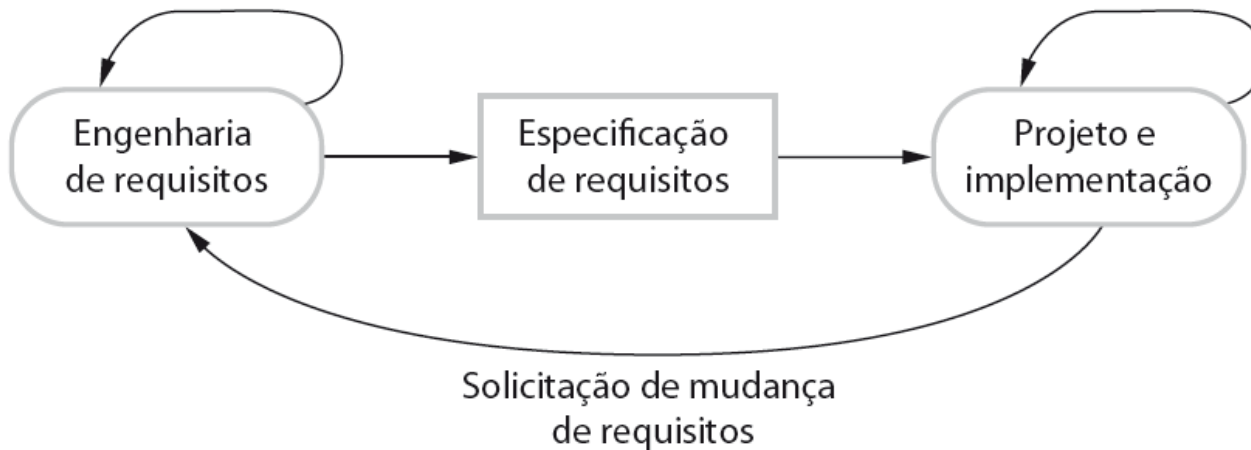 Engenharia
de requisitos
Especificação
de requisitos
Projeto e
implementação
Solicitação de mudança
de requisitos